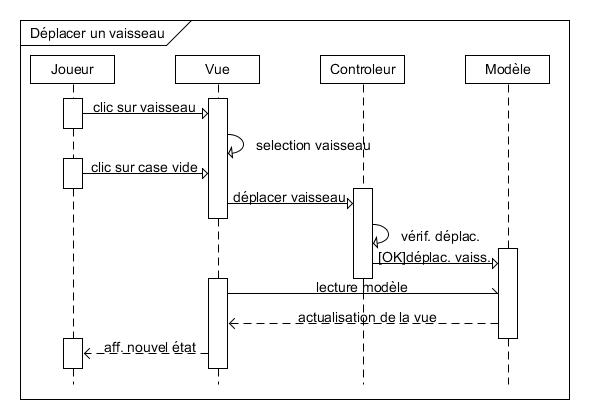 Déplacer un vaisseau
Joueur
Vue
Controleur
Modèle
clic sur vaisseau
selection vaisseau
clic sur case vide
déplacer vaisseau
vérif. déplac.
[OK]déplac. vaiss.
lecture modèle
actualisation de la vue
aff. nouvel état